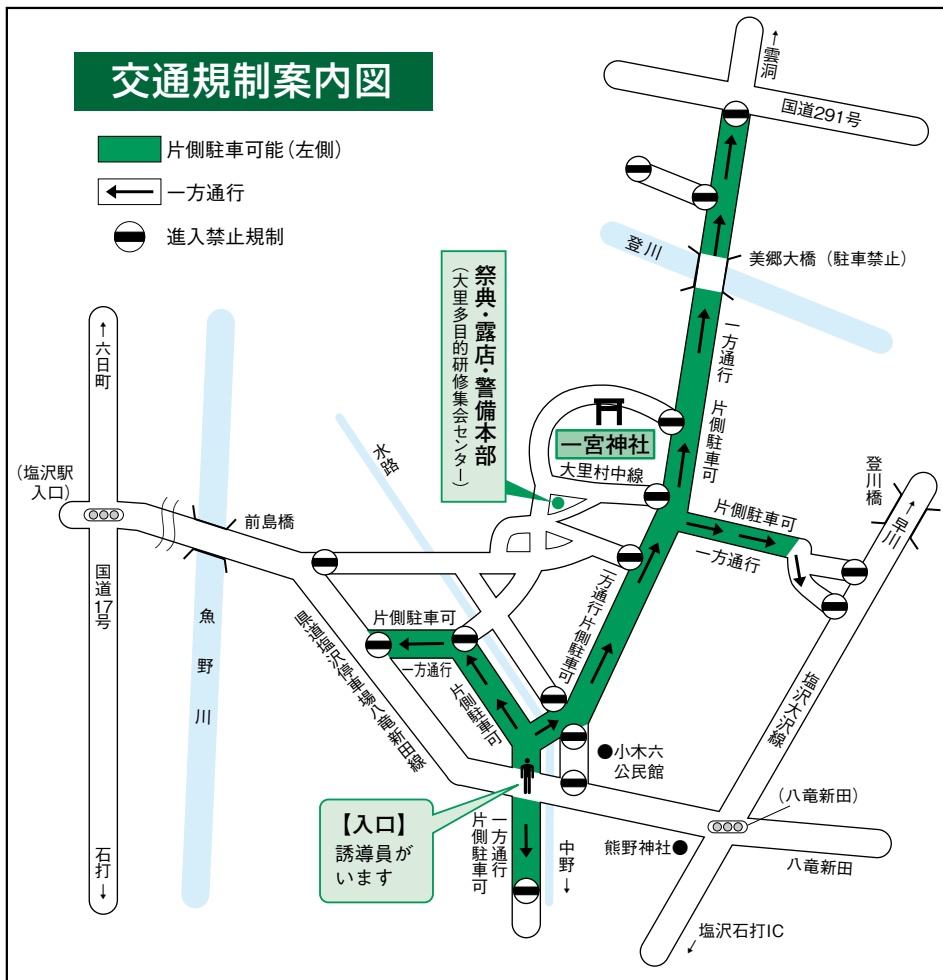 交通規制案内図
片側駐車可能（左側）
一方通行
進入禁止規制
↑雲洞
国道291号
登川
美郷大橋（駐車禁止）
祭典・露店・警備本部
（大里多目的研修集会センター）
一方通行 片側駐車可
←六日町
（塩沢駅
入口）
前島橋
水路
一宮神社
大里村中線
登川橋
早川→
片側駐車可
一方通行
国道17号
魚野川
一方通行片側駐車可
片側駐車可
一方通行
片側駐車可
県道塩沢停車場八竜新田線
塩沢大沢線
小木六
公民館
（八竜新田）
【入口】
誘導員が
います
一方通行
片側駐車可
中野→
熊野神社
八竜新田
石打→
塩沢石打IC